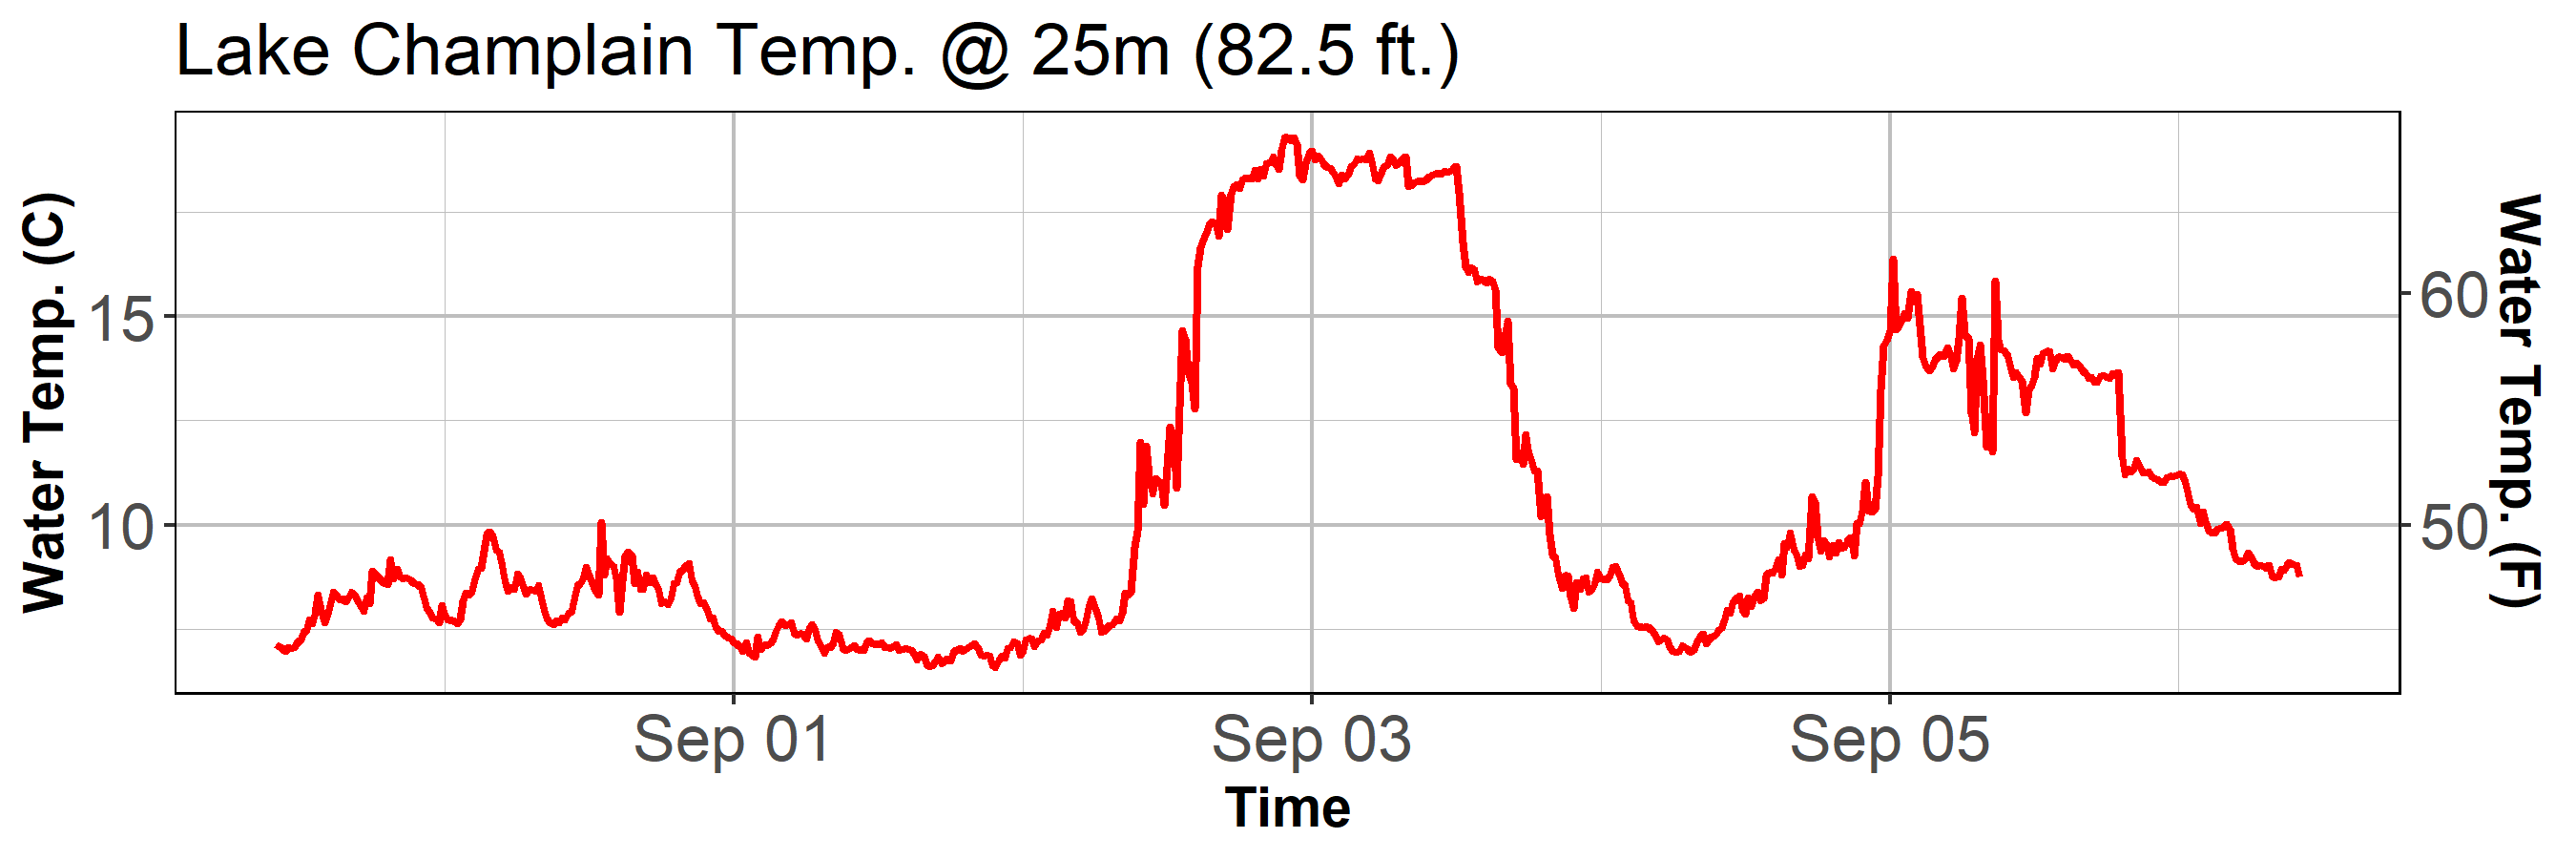 Lake Champlain Temp. @ 25m (82.5 ft.)
Water Temp. (C)
15
10
60
50
Water Temp. (F)
Sep 01
Sep 03
Sep 05
Time